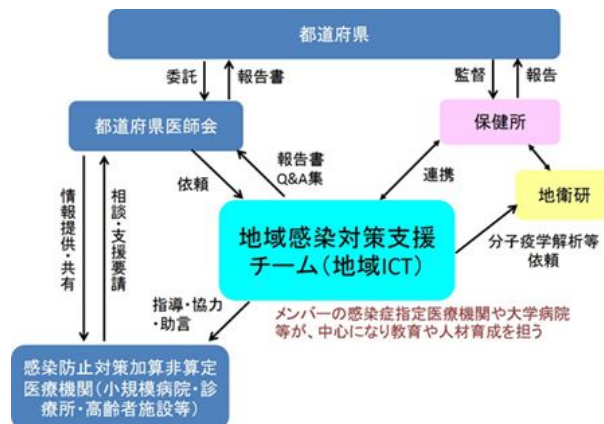 都道府県
委託
報告書
監督
報告
都道府県医師会
保健所
報告書
Q&A集
依頼
連携
地衛研
情報提供・共有
相談・支援要請
地域感染対策支援
チーム(地域ICT)
分子疫学解析等
依頼
指導・協力
・助言
メンバーの感染症指定医療機関や大学病院
等が、中心になり教育や人材育成を担う
感染防止対策加算非算定
医療機関(小規模病院・診
療所・高齢者施設等)